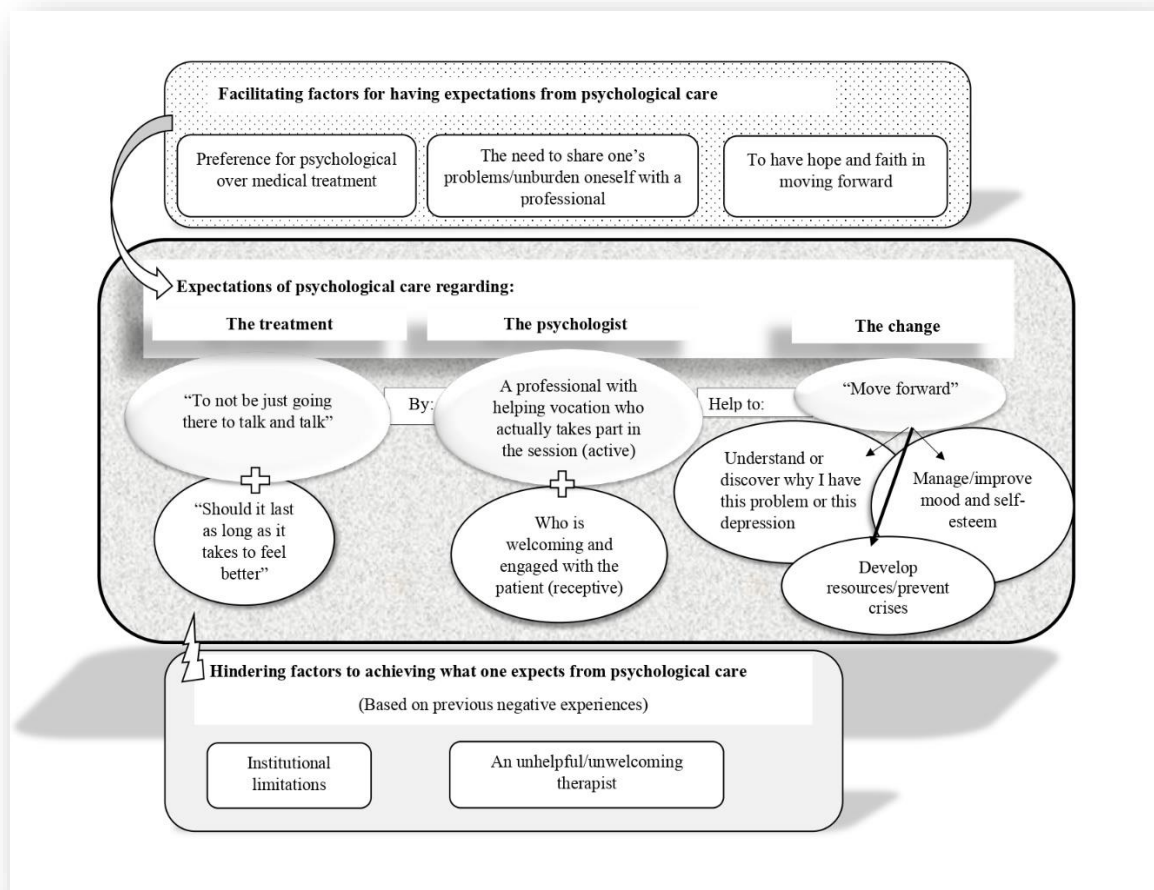 Facilitating factors for having expectations from psychological care
Preference for psychological
over medical treatment
The need to share one’s
problems/unburden oneself with a
professional
To have hope and faith in
moving forward
Expectations of psychological care regarding:
The treatment
The psychologist
The change
“To not be just going
there to talk and talk”
By:
A professional with
helping vocation who
actually takes part in
the session (active)
Help to:
“Move forward”
“Should it last
as long as it
takes to feel
better”
Who is
welcoming and
engaged with the
patient (receptive)
Understand or
discover why I have
this problem or this
depression
Manage/improve
mood and self-
esteem
Develop
resources/prevent
crises
Hindering factors to achieving what one expects from psychological care
(Based on previous negative experiences)
Institutional
limitations
An unhelpful/unwelcoming
therapist